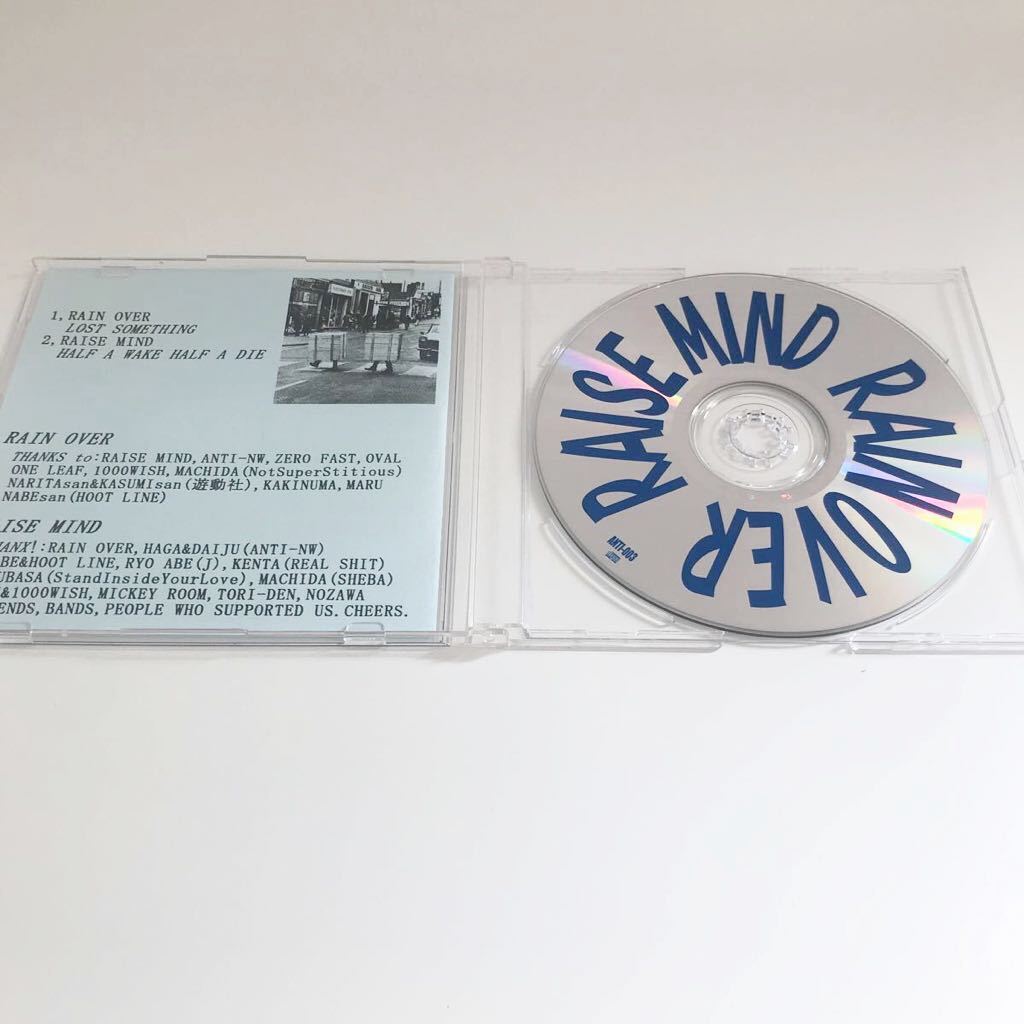 1, RAIN OVER
LOST SOMETHING
2, RAISE MIND
HALF A WAKE HALF A DIE
RAIN OVER
THANKS to:RAISE MIND, ANTI-NW, ZERO FAST, OVAL
ONE LEAF, 1000WISH, MACHIDA(NotSuperStitious)
NARITAsan&KASUMIsan(遊動社), KAKINUMA, MARU
NABEsan(HOOT LINE)
AISE MIND
HANX!:RAIN OVER, HAGA&DAIJU(ANTI-NW)
BE&HOOT LINE, RYO ABE(J), KENTA(REAL SHIT)
UBASA(StandInsideYourLove), MACHIDA(SHEBA)
&1000WISH, MICKEY ROOM, TORI-DEN, NOZAWA
ENDS, BANDS, PEOPLE WHO SUPPORTED US. CHEERS.
RAISE MIND RAIN OVER
ANTI-003